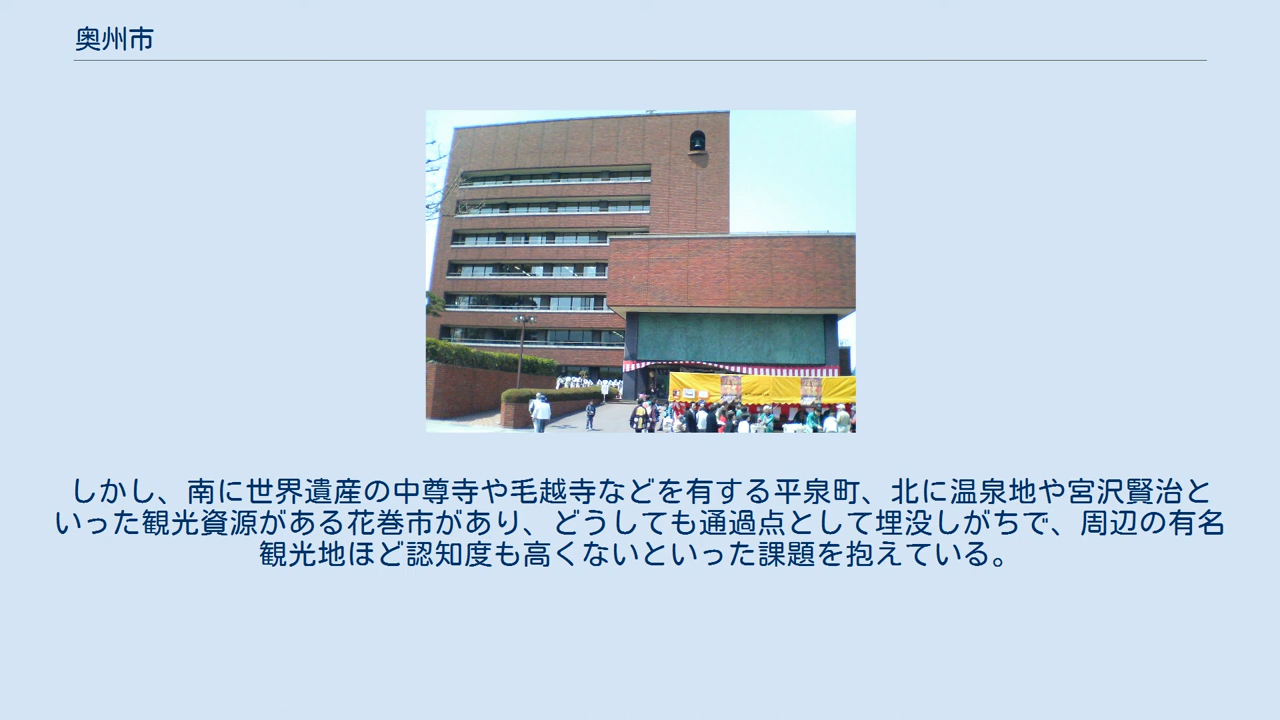 奥州市
しかし、南に世界遺産の中尊寺や毛越寺などを有する平泉町、北に温泉地や宮沢賢治と
いった観光資源がある花巻市があり、どうしても通過点として埋没しがちで、周辺の有名
観光地ほど認知度も高くないといった課題を抱えている。